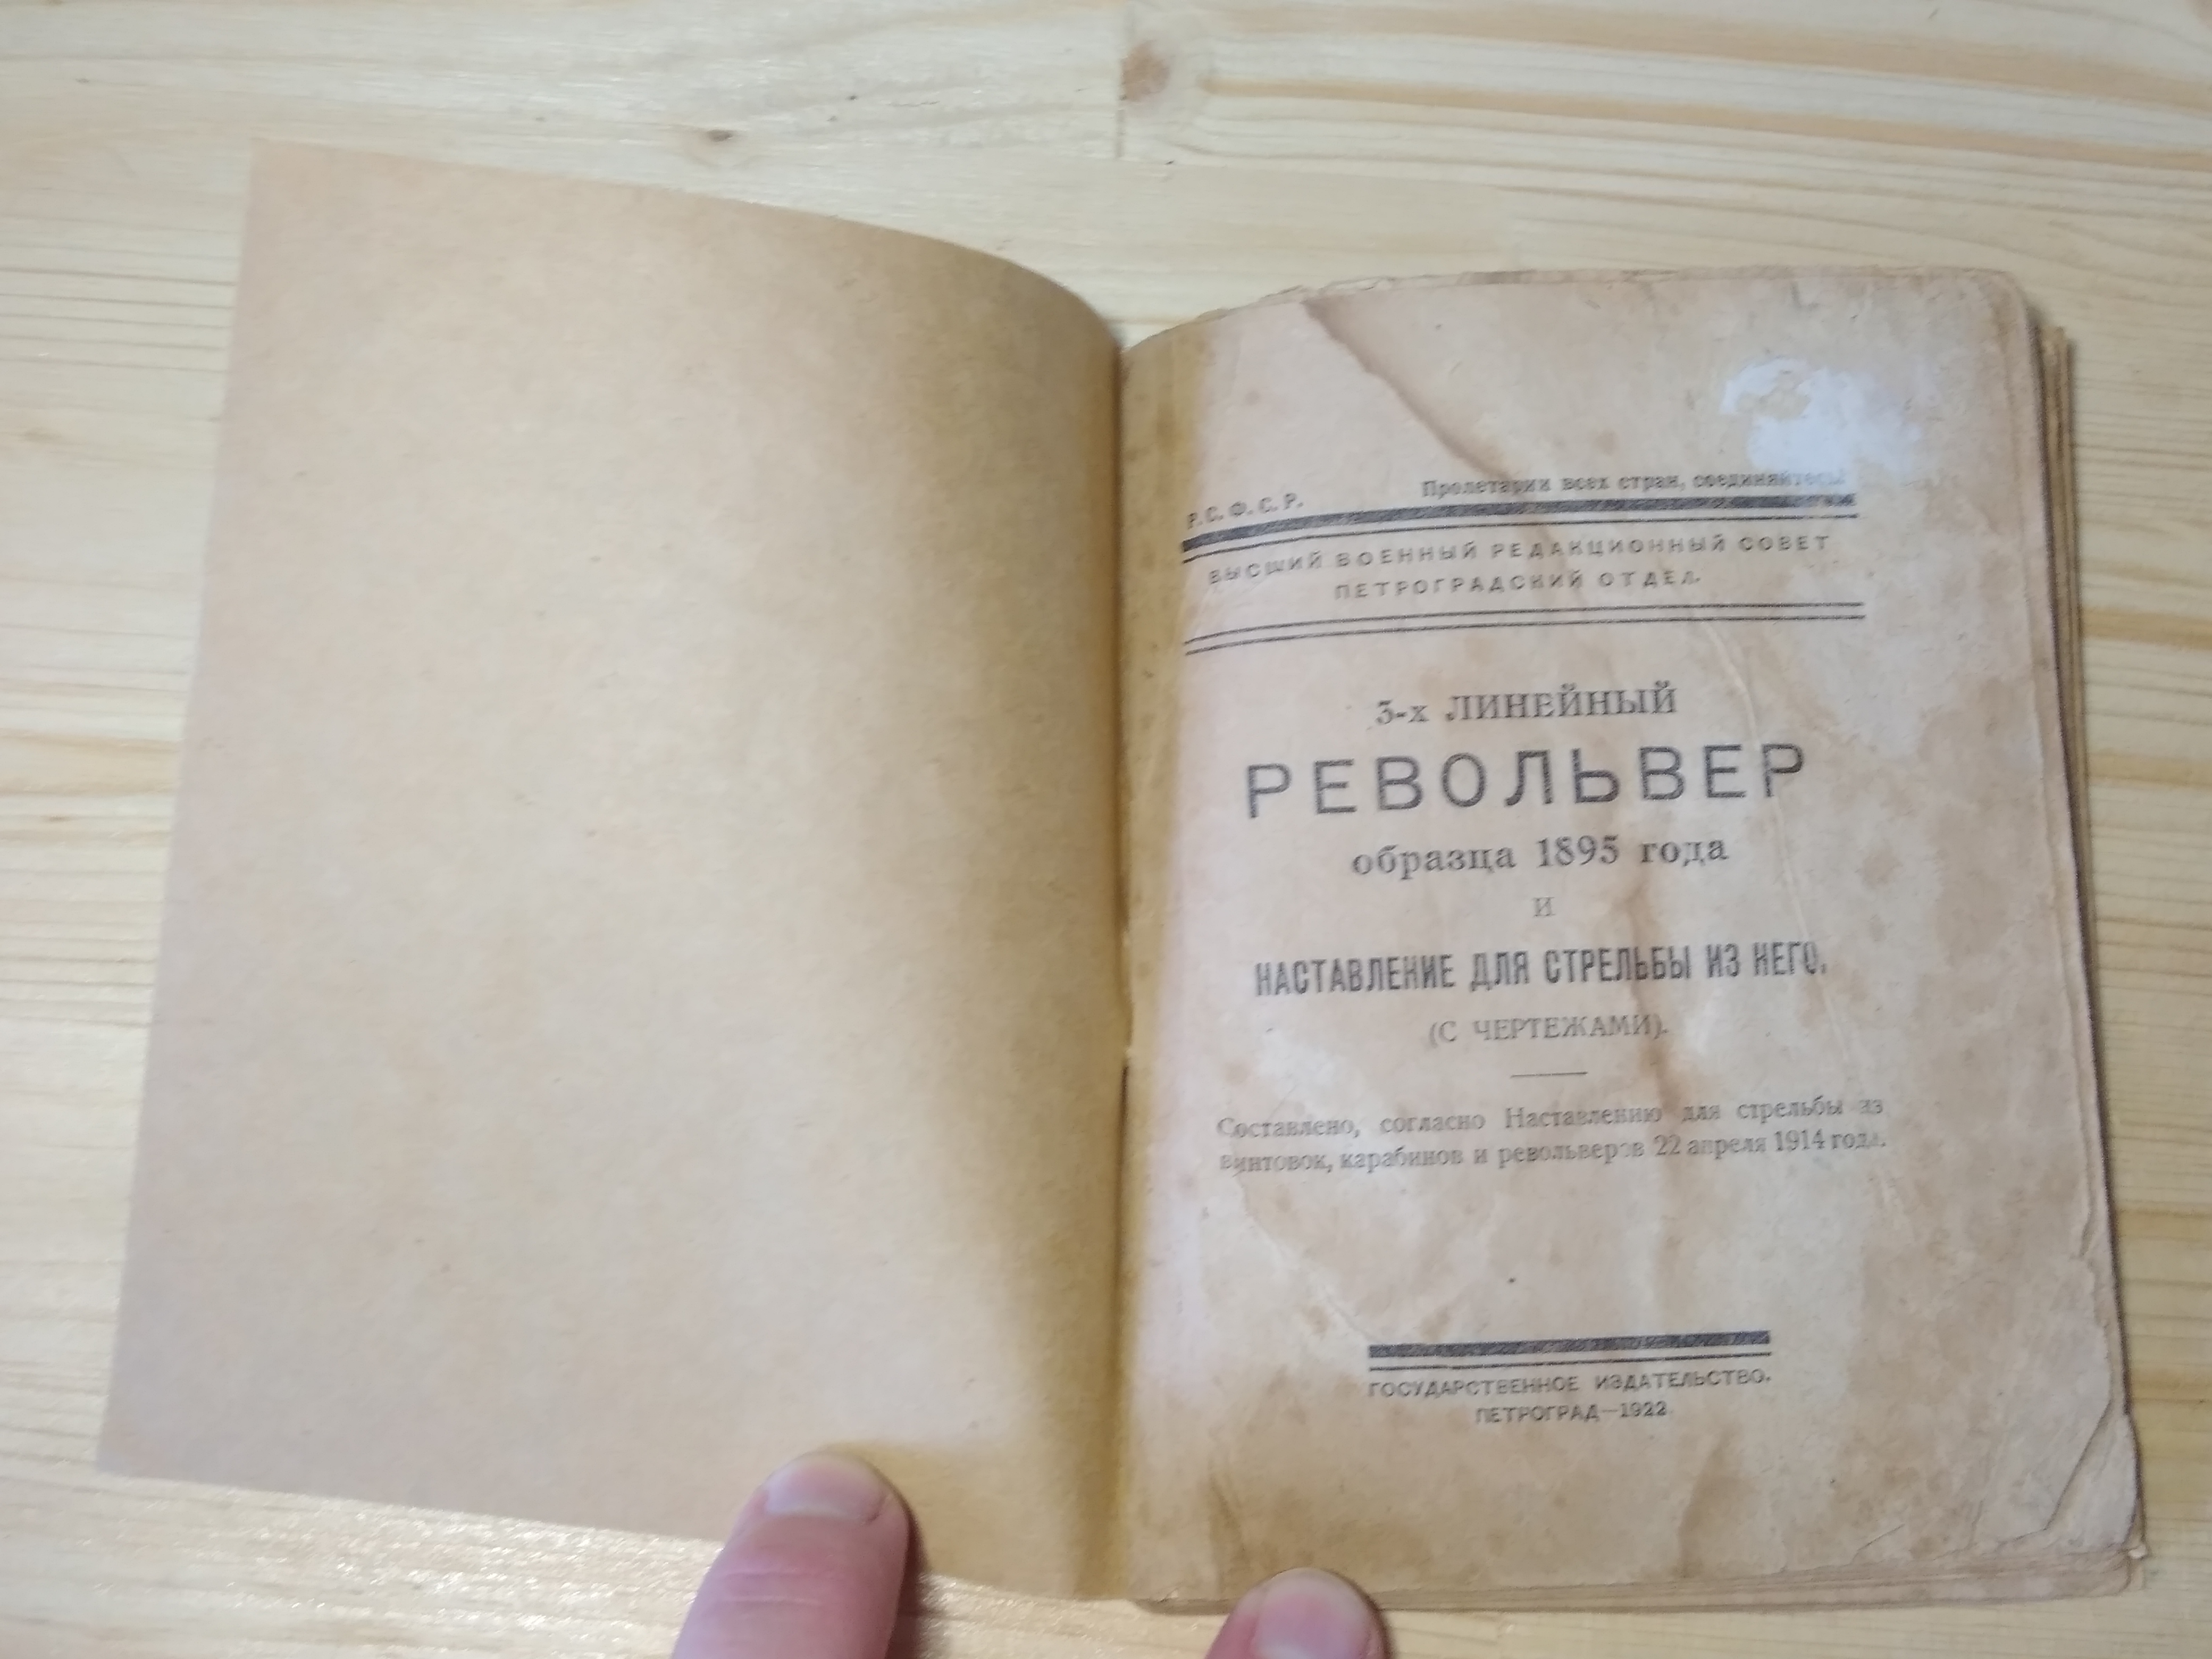 Р. С. Ф. С. Р.
Пролетарии всех стран, соединяйтесь!
ВЫСШИЙ ВОЕННЫЙ РЕДАКЦИОННЫЙ СОВЕТ
ПЕТРОГРАДСКИЙ ОТДЕЛ.
3-х ЛИНЕЙНЫЙ
РЕВОЛЬВЕР
образца 1895 года
И
НАСТАВЛЕНИЕ ДЛЯ СТРЕЛЬБЫ ИЗ НЕГО.
(С ЧЕРТЕЖАМИ).
Составлено, согласно Наставлению для стрельбы из
винтовок, карабинов и револьверов 22 апреля 1914 года.
ГОСУДАРСТВЕННОЕ ИЗДАТЕЛЬСТВО.
ПЕТРОГРАД—1922